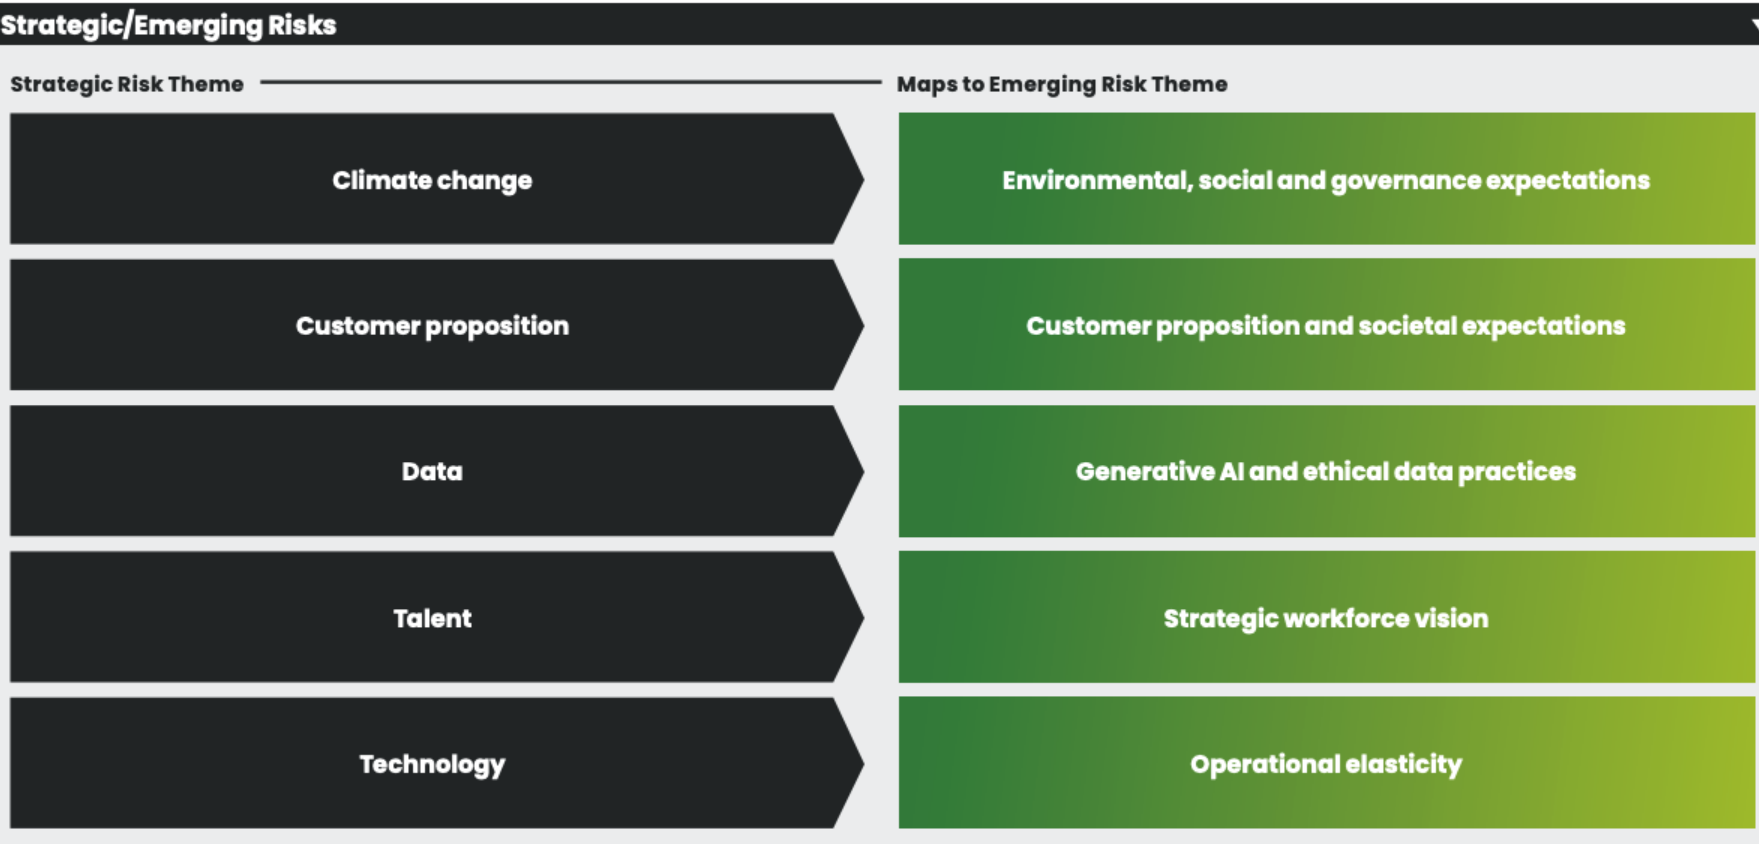 Strategic/Emerging Risks
Strategic Risk Theme
Maps to Emerging Risk Theme
Climate change
Environmental, social and governance expectations
Customer proposition
Customer proposition and societal expectations
Data
Generative AI and ethical data practices
Talent
Strategic workforce vision
Technology
Operational elasticity